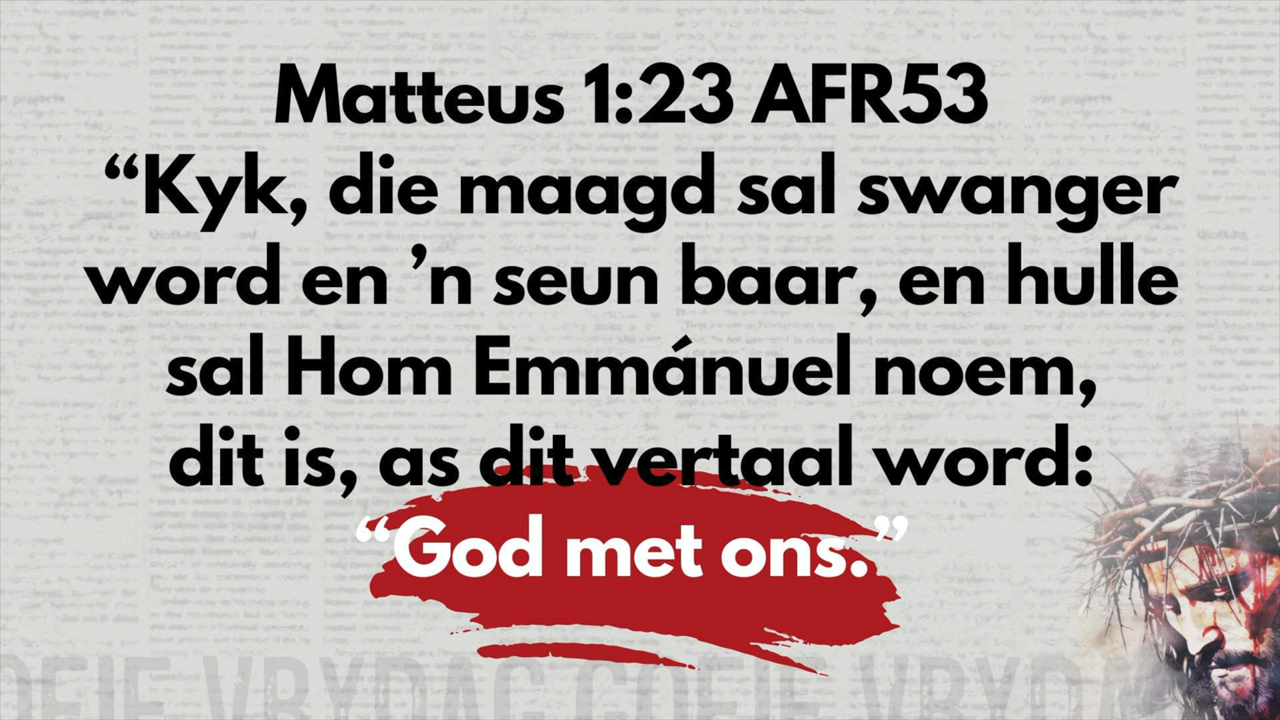 Matteus 1:23 AFR53
“Kyk, die maagd sal swanger
word en ’n seun baar, en hulle
sal Hom Emmánuel noem,
dit is, as dit vertaal word:
“God met ons.”
OEIE VRYDAG GOEIE VRYDA